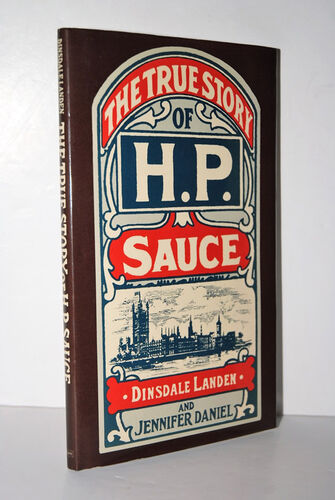 THE TRUE STORY
OF
H.P.
SAUCE
· DINSDALE LANDEN ·
AND
JENNIFER DANIEL
DINSDALE LANDEN THE TRUE STORY OF H.P. SAUCE